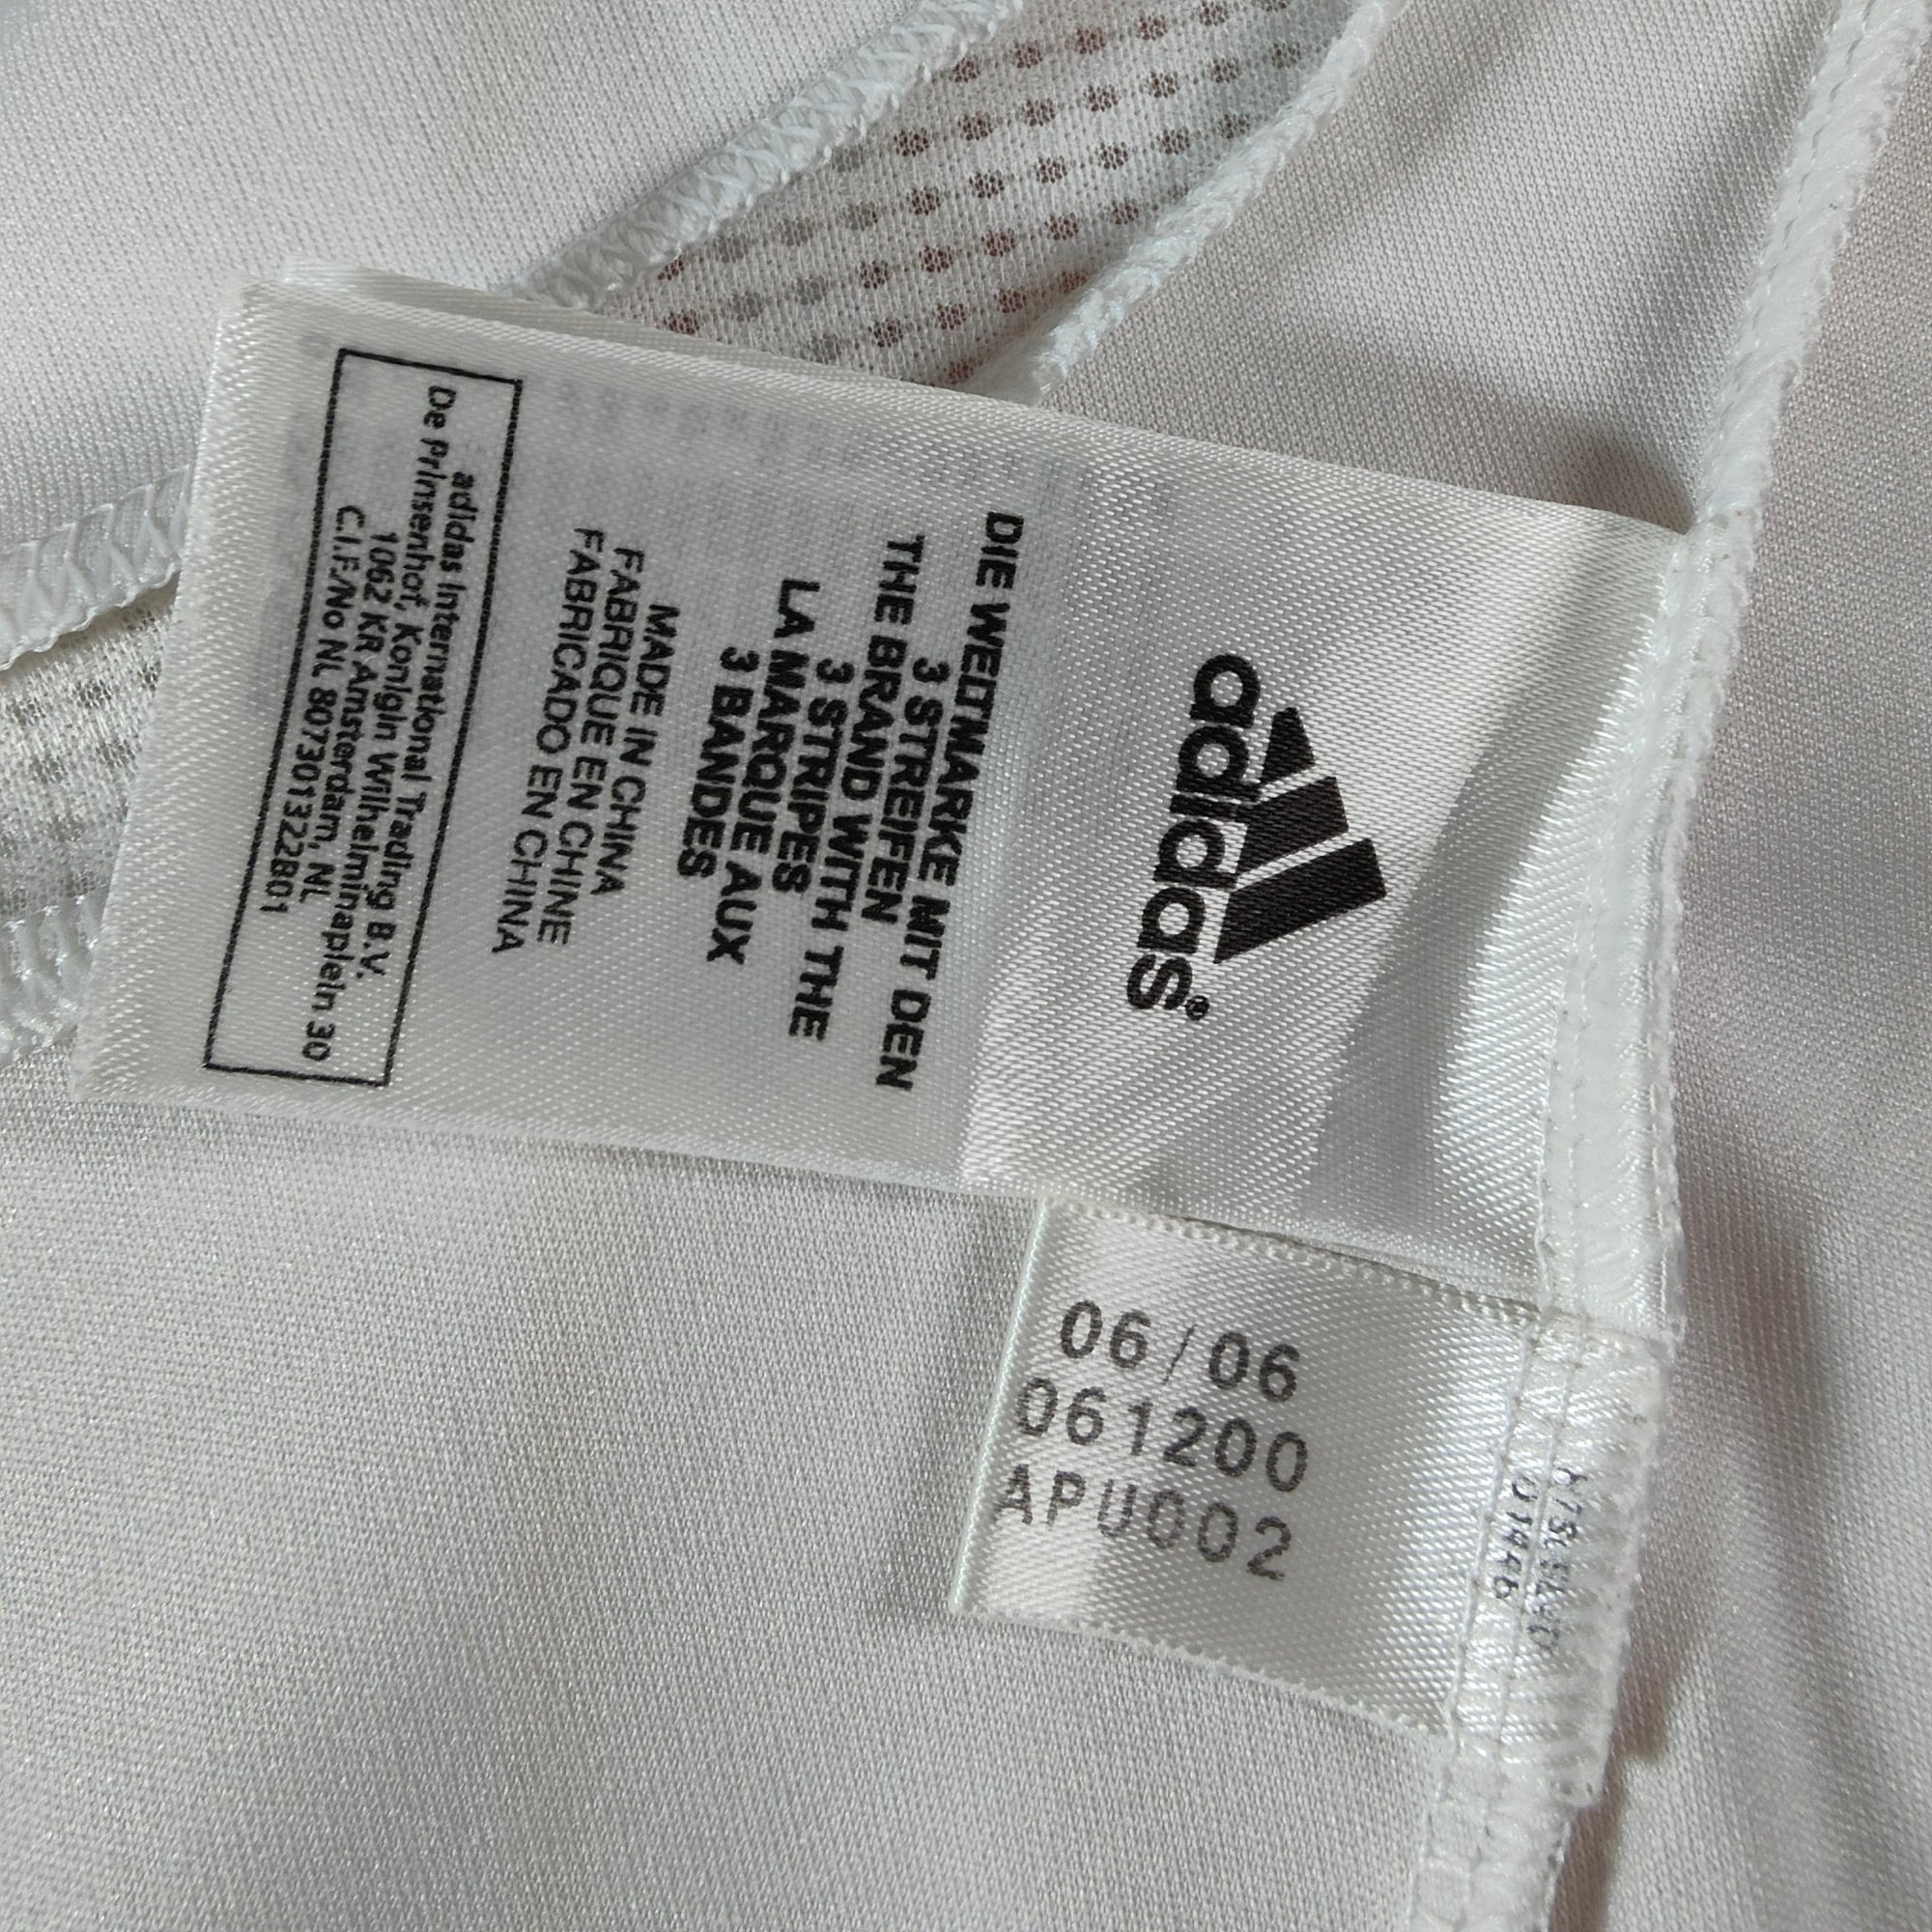 adidas®
DIE WELTMARKE MIT DEN
3 STREIFEN
THE BRAND WITH THE
3 STRIPES
LA MARQUE AUX
3 BANDES
MADE IN CHINA
FABRIQUE EN CHINE
FABRICADO EN CHINA
adidas International Trading B.V.
De Prinsenhof, Koningin Wilhelminaplein 30
1062 KR Amsterdam, NL
C.I.F./No NL 807301322B01
06/06
061200
APU002